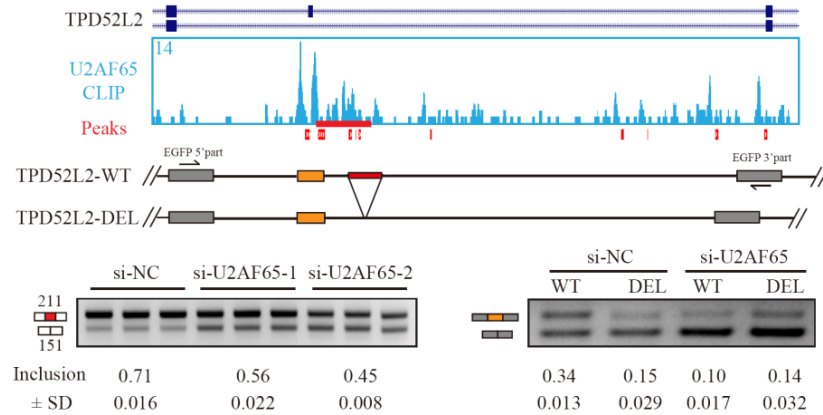 TPD52L2
14
U2AF65
CLIP
Peaks
EGFP 5'part
EGFP 3'part
TPD52L2-WT
TPD52L2-DEL
si-NC si-U2AF65-1 si-U2AF65-2
211
151
Inclusion 0.71 0.56 0.45
± SD 0.016 0.022 0.008
si-NC si-U2AF65
WT DEL WT DEL
0.34 0.15 0.10 0.14
0.013 0.029 0.017 0.032